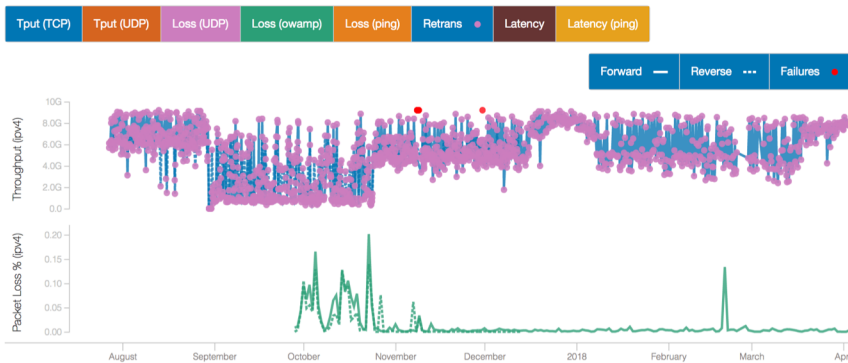 Tput (TCP) Tput (UDP) Loss (UDP) Loss (owamp) Loss (ping) Retrans Latency Latency (ping)
Forward Reverse Failures
Throughput (ipv4)
10G
8.0G
6.0G
4.0G
2.0G
0.0
Packet Loss % (ipv4)
0.20
0.15
0.10
0.05
0.00
August September October November December 2018 February March Apri